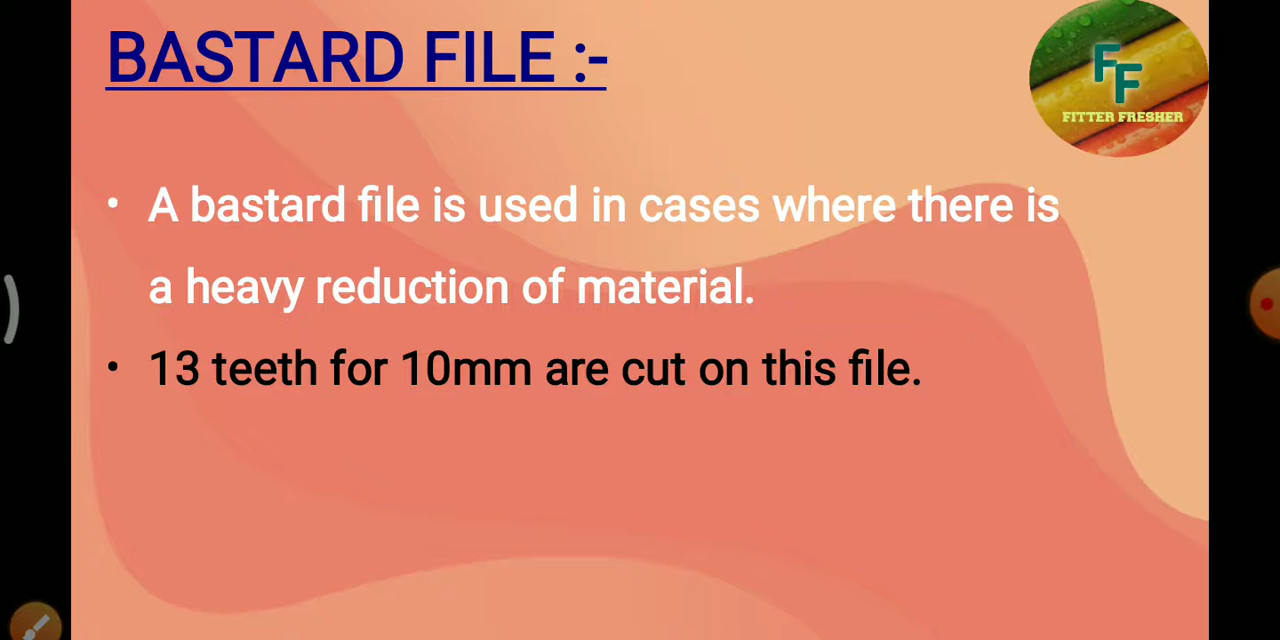 BASTARD FILE :-
FF
FITTER FRESHER
• A bastard file is used in cases where there is
a heavy reduction of material.
• 13 teeth for 10mm are cut on this file.